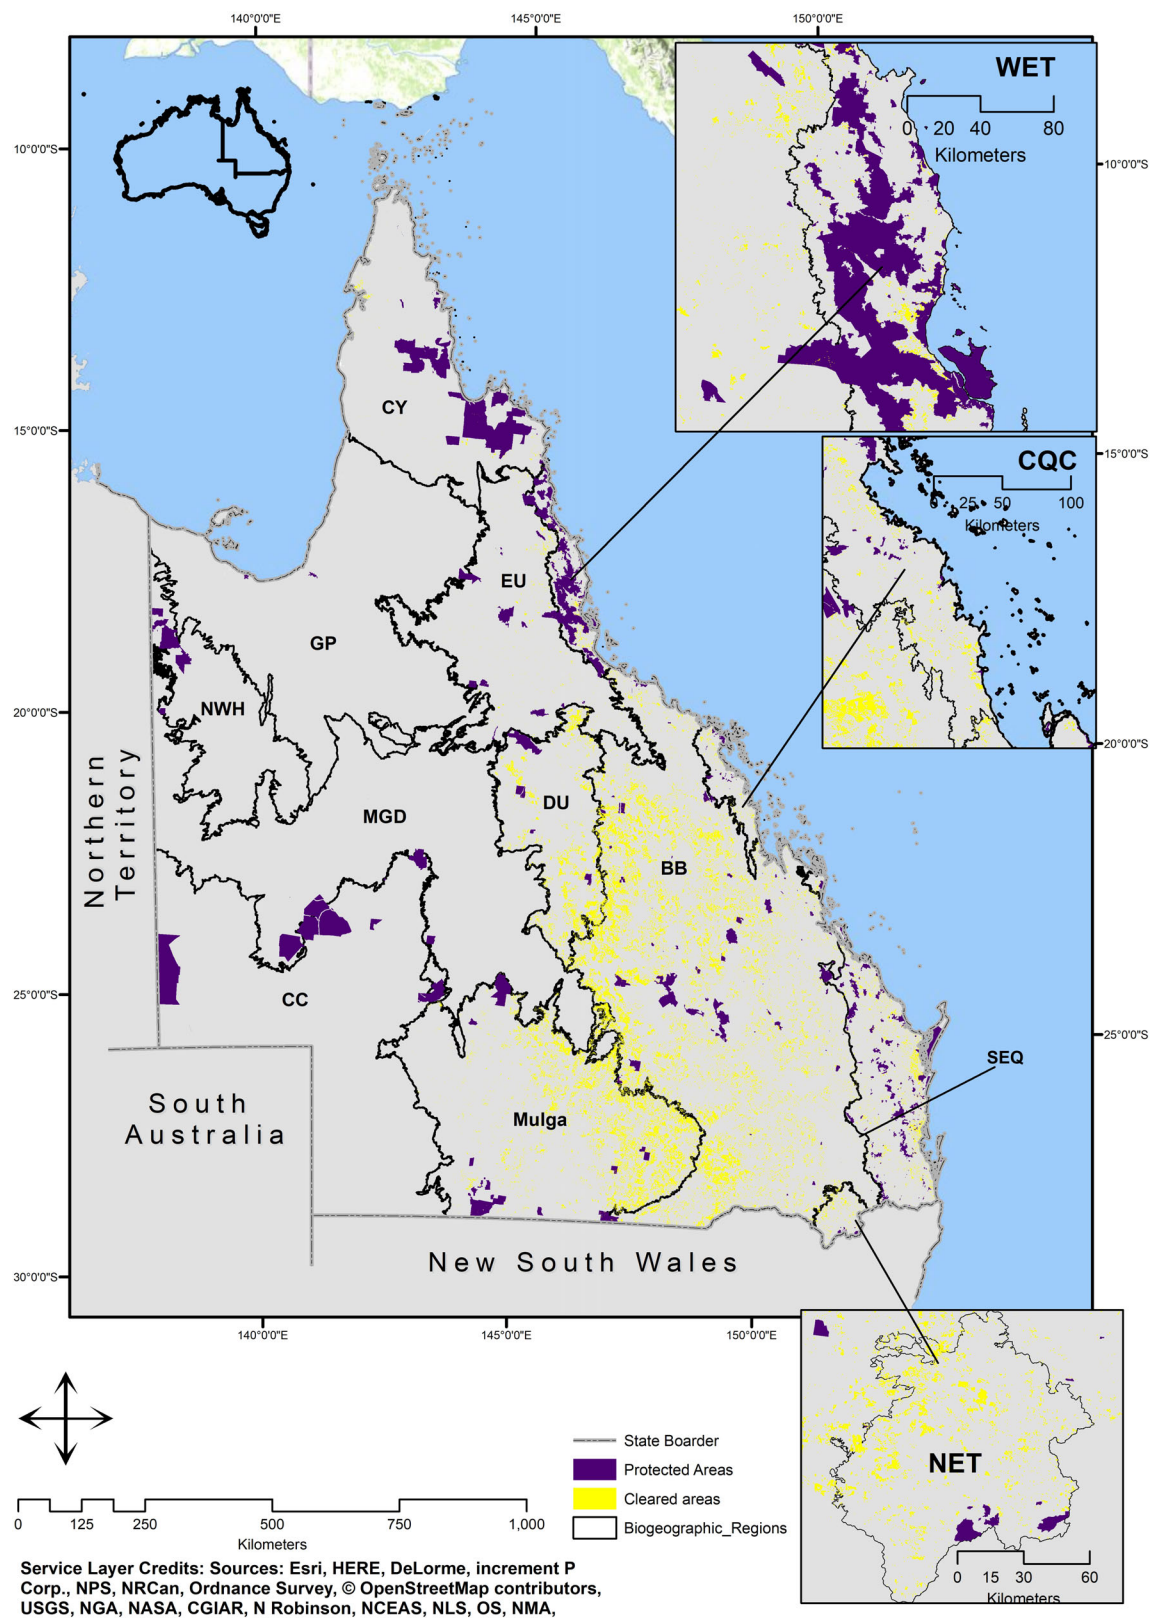 140°0'0"E
145°0'0"E
150°0'0"E
WET
0 20 40 80
Kilometers
10°0'0"S
10°0'0"S
CY
15°0'0"S
15°0'0"S
CQC
0 25 50 100
Kilometers
EU
GP
NWH
20°0'0"S
20°0'0"S
Northern
Territory
MGD
DU
BB
25°0'0"S
25°0'0"S
CC
SEQ
South
Australia
Mulga
New South Wales
30°0'0"S
140°0'0"E
145°0'0"E
150°0'0"E
NET
0 15 30 60
Kilometers
State Boarder
Protected Areas
Cleared areas
Biogeographic_Regions
0 125 250 500 750 1,000
Kilometers
Service Layer Credits: Sources: Esri, HERE, DeLorme, increment P
Corp., NPS, NRCan, Ordnance Survey, © OpenStreetMap contributors,
USGS, NGA, NASA, CGIAR, N Robinson, NCEAS, NLS, OS, NMA,